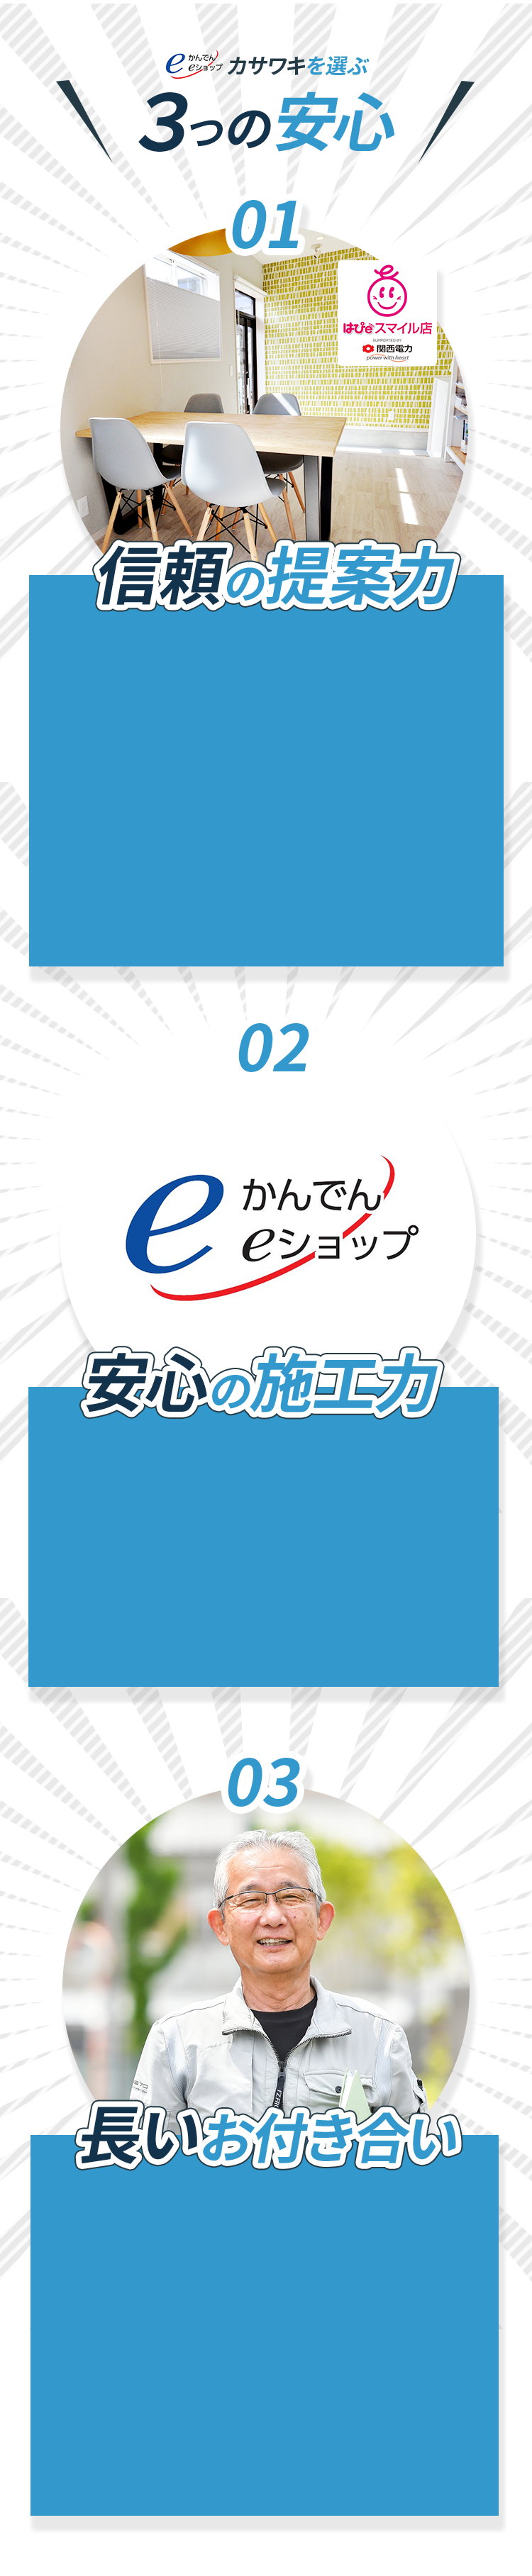 e かんでん
eショップ カサワキを選ぶ
3つの安心
01
はぴeスマイル店
SUPPORTED BY
関西電力
power with heart
信頼の提案力
02
e かんでん
eショップ
安心の施工力
03
長いお付き合い